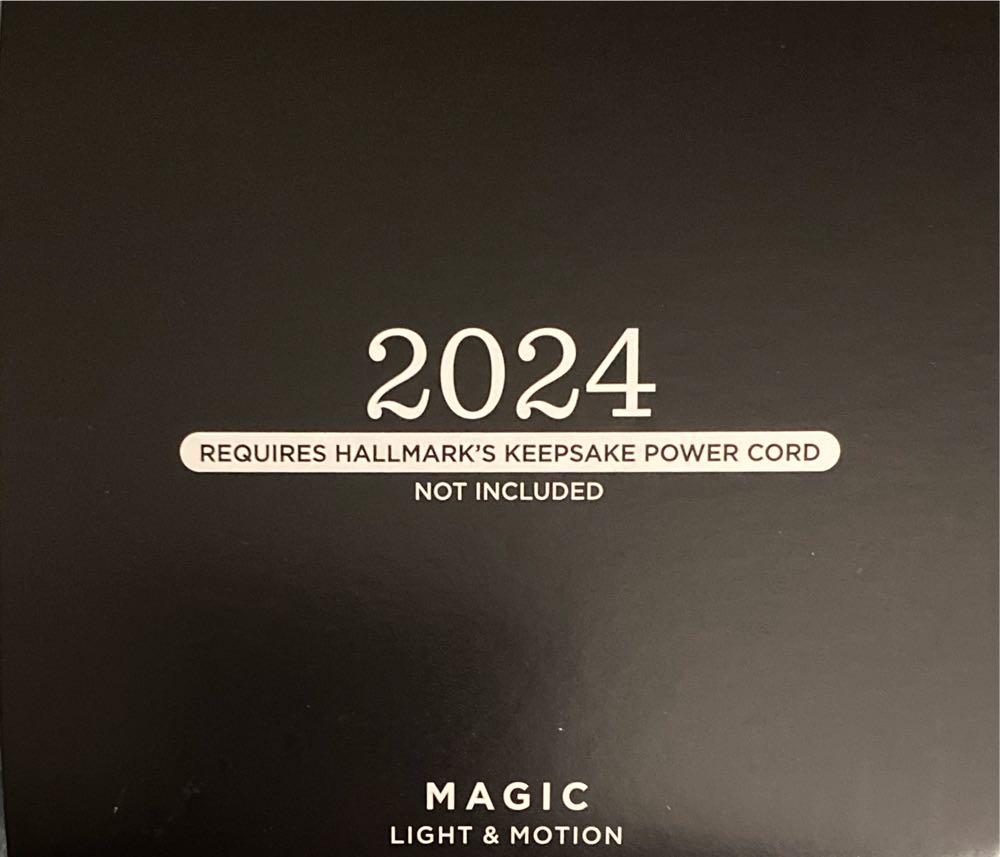 2024
REQUIRES HALLMARK’S KEEPSAKE POWER CORD
NOT INCLUDED
MAGIC
LIGHT & MOTION